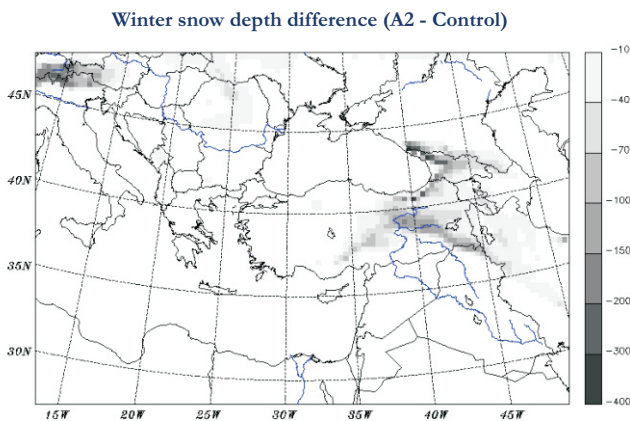 Winter snow depth difference (A2 - Control)
45N
40N
35N
30N
15W 20W 25W 30W 35W 40W 45W
-10
-40
-70
-100
-150
-200
-300
-400